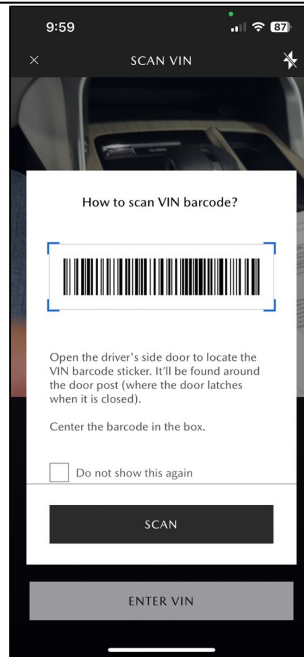 9:59
87
SCAN VIN
How to scan VIN barcode?
Open the driver's side door to locate the
VIN barcode sticker. It'll be found around
the door post (where the door latches
when it is closed).
Center the barcode in the box.
Do not show this again
SCAN
ENTER VIN